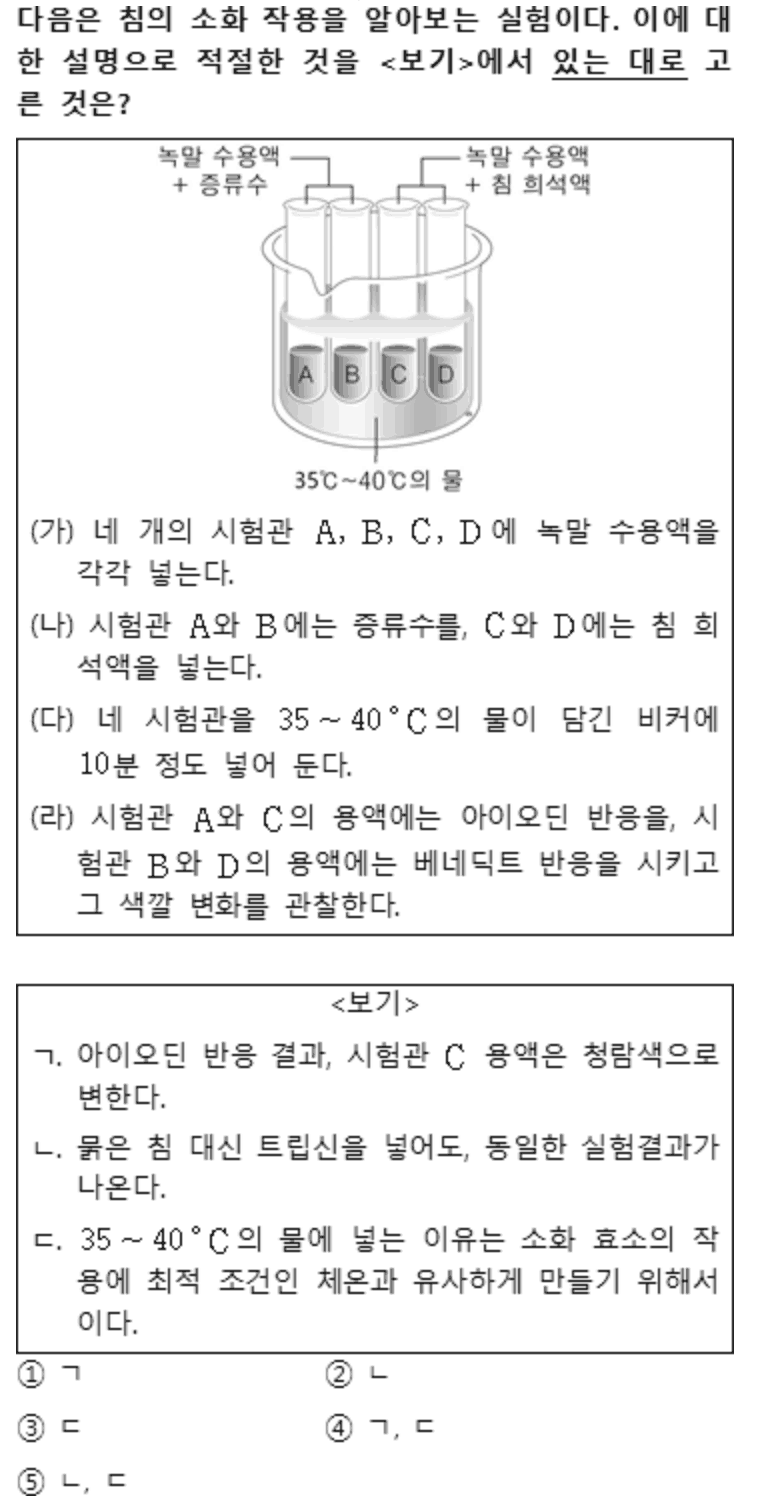 다음은 침의 소화 작용을 알아보는 실험이다. 이에 대
한 설명으로 적절한 것을 <보기>에서 있는 대로 고
른 것은?
녹말 수용액
+ 증류수
녹말 수용액
+ 침 희석액
A B C D
35℃~40℃의 물
(가) 네 개의 시험관 A, B, C, D에 녹말 수용액을
각각 넣는다.
(나) 시험관 A와 B에는 증류수를, C와 D에는 침 희
석액을 넣는다.
(다) 네 시험관을 35 ~ 40°C의 물이 담긴 비커에
10분 정도 넣어 둔다.
(라) 시험관 A와 C의 용액에는 아이오딘 반응을, 시
험관 B와 D의 용액에는 베네딕트 반응을 시키고
그 색깔 변화를 관찰한다.
<보기>
ㄱ. 아이오딘 반응 결과, 시험관 C 용액은 청람색으로
변한다.
ㄴ. 묽은 침 대신 트립신을 넣어도, 동일한 실험결과가
나온다.
ㄷ. 35 ~ 40°C의 물에 넣는 이유는 소화 효소의 작
용에 최적 조건인 체온과 유사하게 만들기 위해서
이다.
① ㄱ ② ㄴ
③ ㄷ ④ ㄱ, ㄷ
⑤ ㄴ, ㄷ